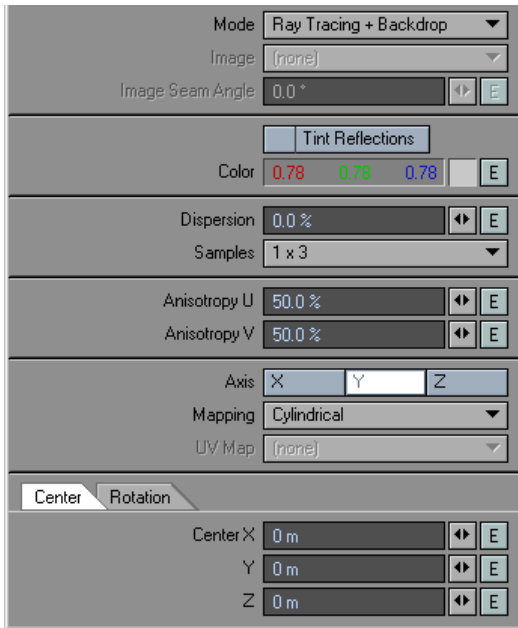 Mode Ray Tracing + Backdrop
Image (none)
Image Seam Angle 0.0 ° E
Tint Reflections
Color 0.78 0.78 0.78 E
Dispersion 0.0 % E
Samples 1 x 3
Anisotropy U 50.0 % E
Anisotropy V 50.0 % E
Axis X Y Z
Mapping Cylindrical
UV Map (none)
Center Rotation
Center X 0 m E
Y 0 m E
Z 0 m E